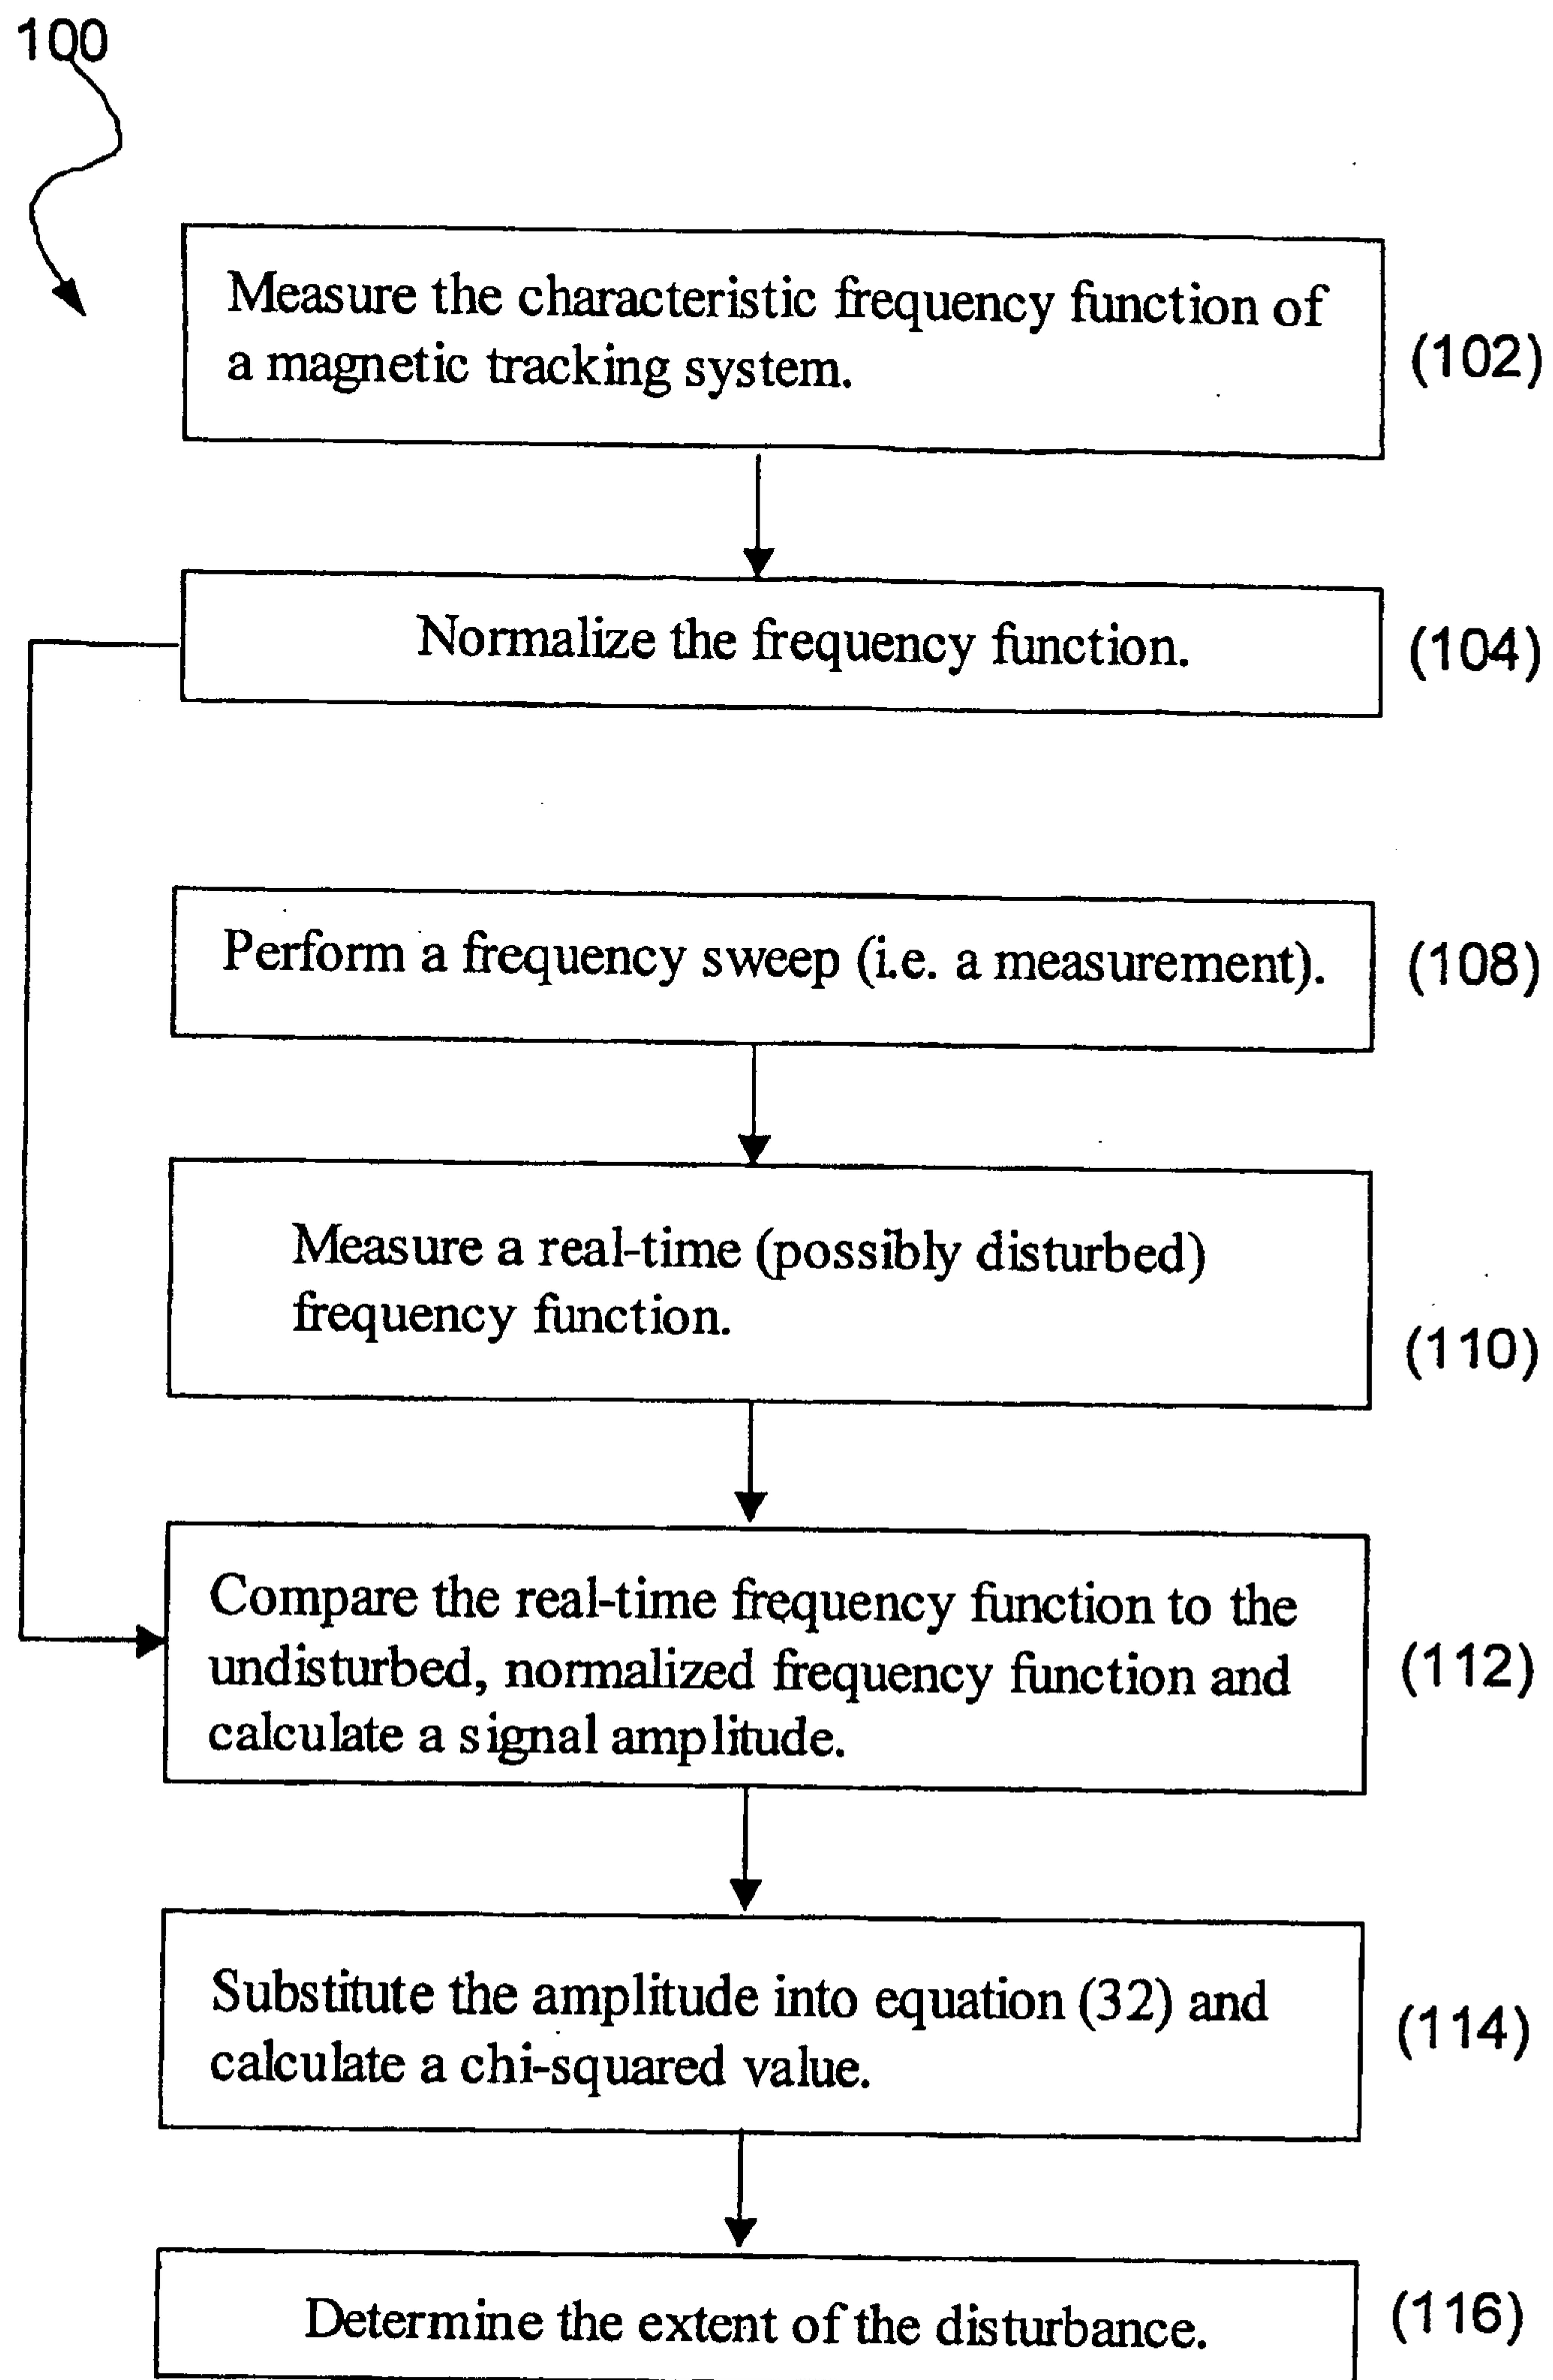 100
Measure the characteristic frequency function of
a magnetic tracking system.
(102)
Normalize the frequency function.
(104)
Perform a frequency sweep (i.e. a measurement).
(108)
Measure a real-time (possibly disturbed)
frequency function.
(110)
Compare the real-time frequency function to the
undisturbed, normalized frequency function and
calculate a signal amplitude.
(112)
Substitute the amplitude into equation (32) and
calculate a chi-squared value.
(114)
Determine the extent of the disturbance.
(116)